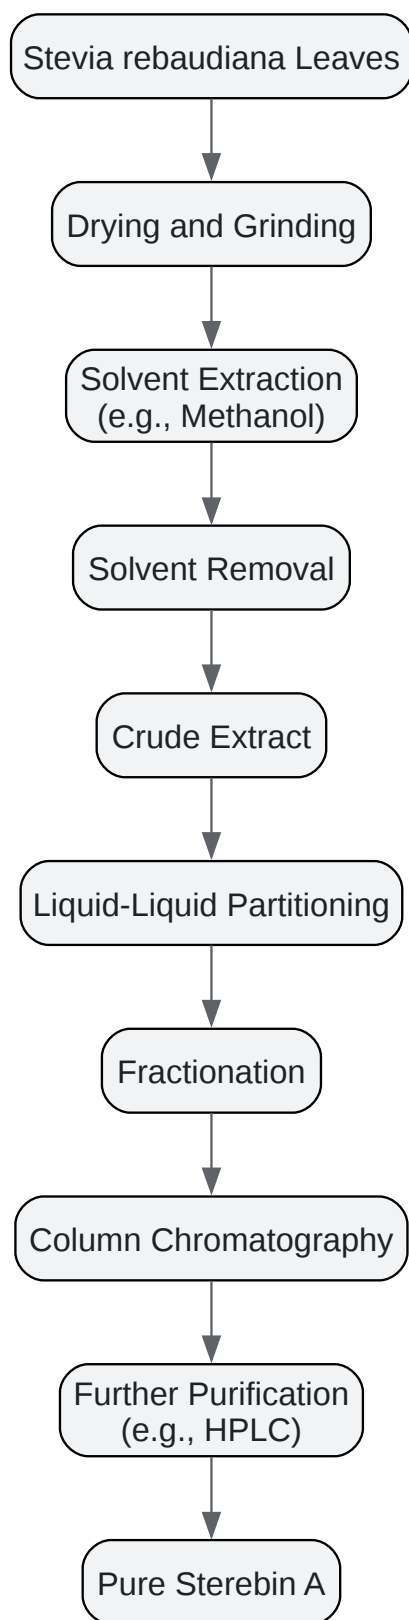 Stevia rebaudiana Leaves
Drying and Grinding
Solvent Extraction
(e.g., Methanol)
Solvent Removal
Crude Extract
Liquid-Liquid Partitioning
Fractionation
Column Chromatography
Further Purification
(e.g., HPLC)
Pure Sterebin A